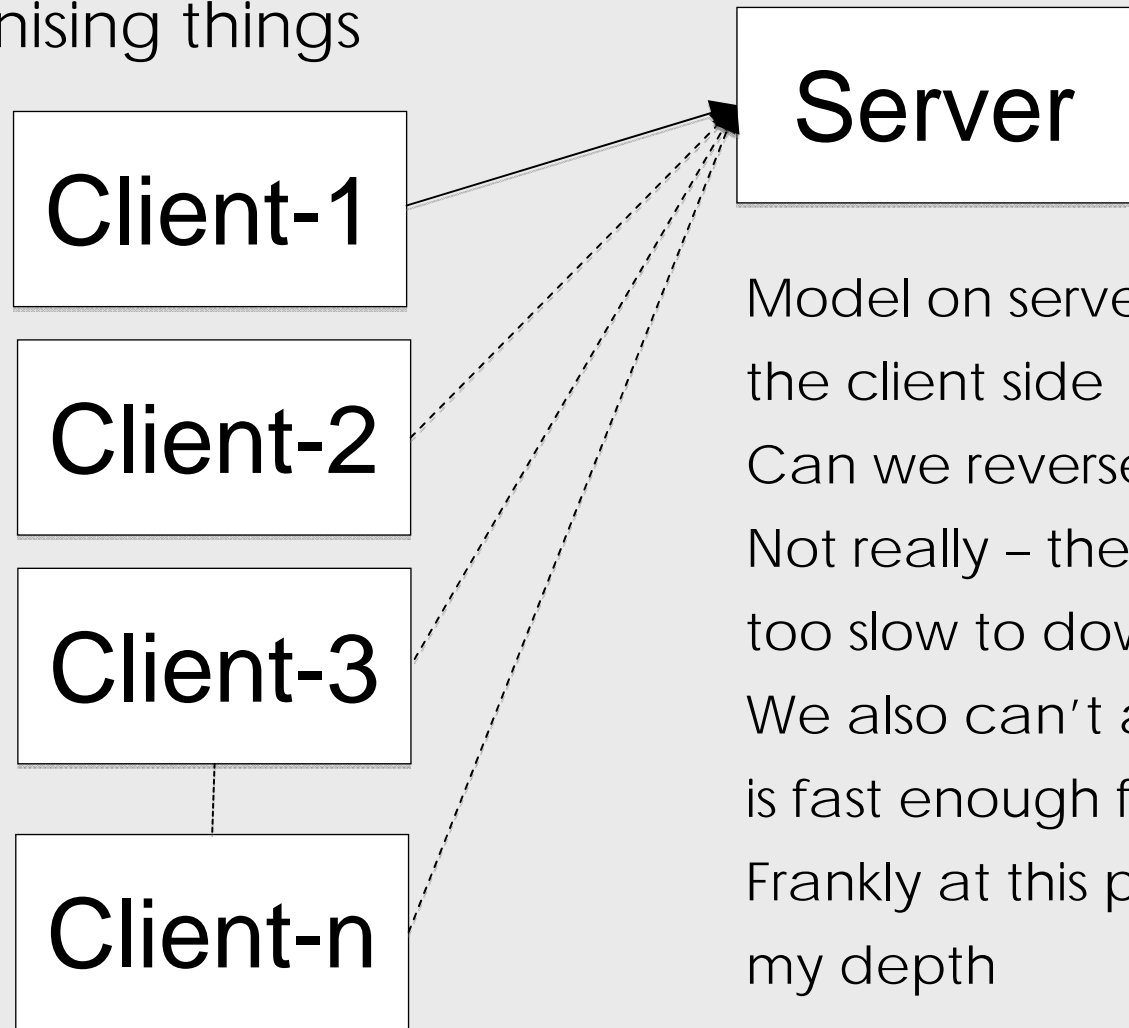 nising things
Server
Client-1
Client-2
Client-3
Client-n
Model on serve
the client side
Can we reverse
Not really – the
too slow to dow
We also can't a
is fast enough f
Frankly at this p
my depth